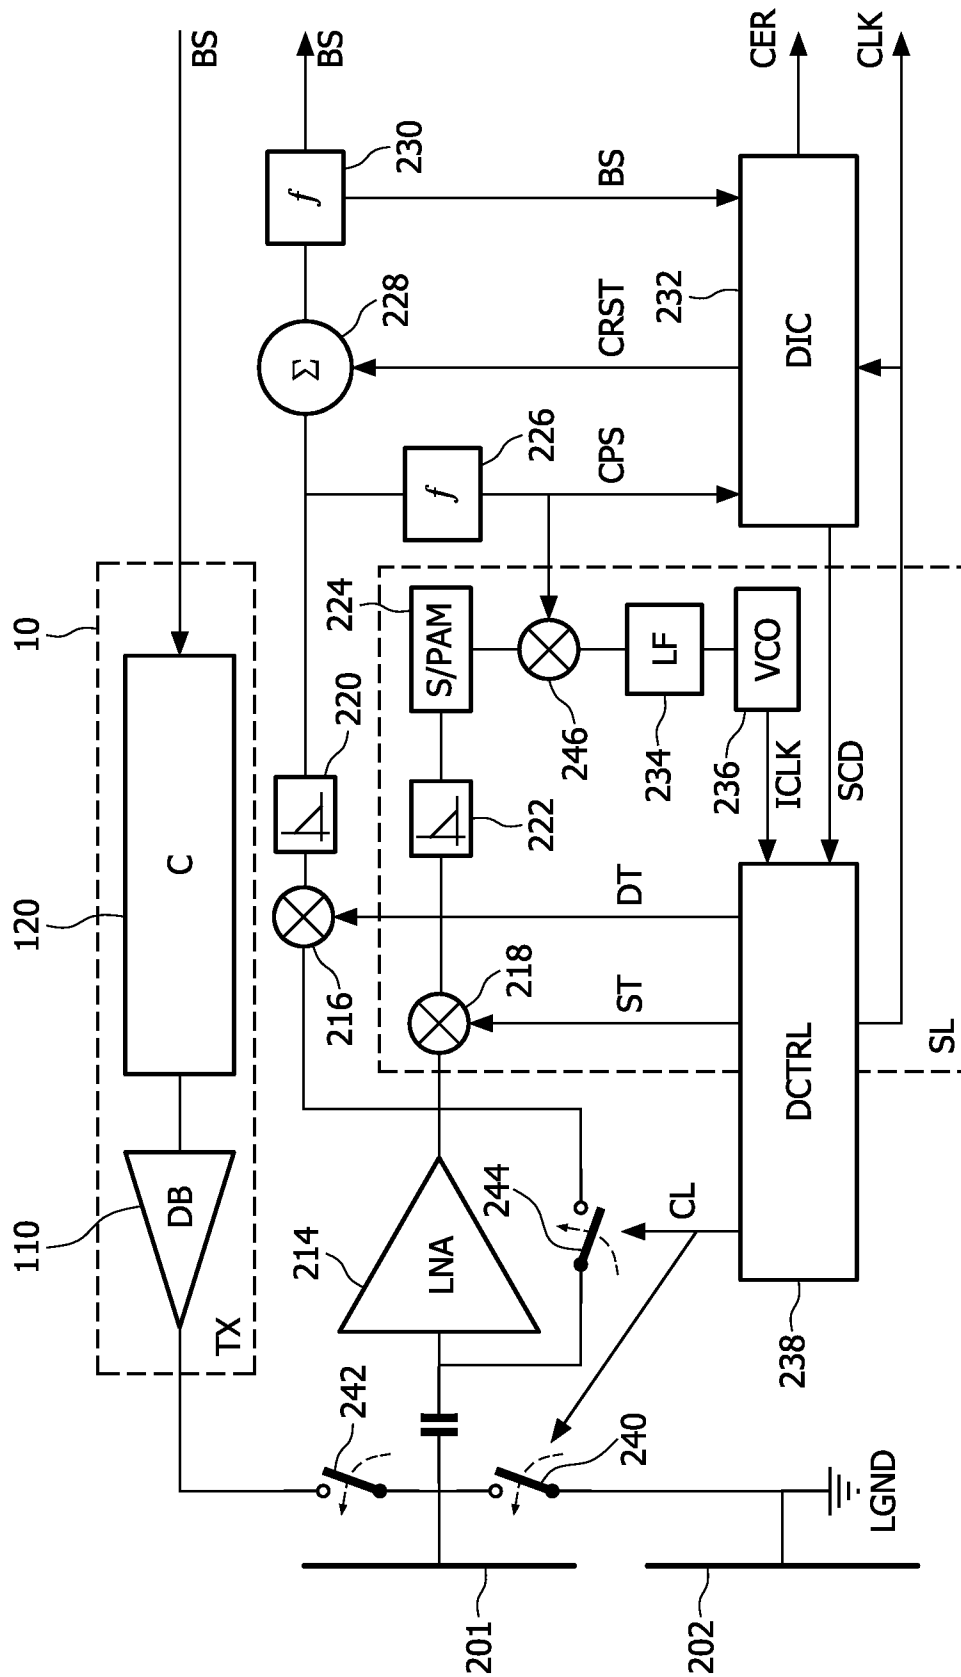 BS
10
120
C
110
DB
TX
BS
f
230
Σ
228
220
216
f
226
BS
CRST
CPS
224
S/PAM
222
218
246
LF
234
VCO
236
ICLK
SCD
DT
ST
SL
214
LNA
244
CL
242
240
232
DIC
CER
CLK
DCTRL
238
LGND
201
202